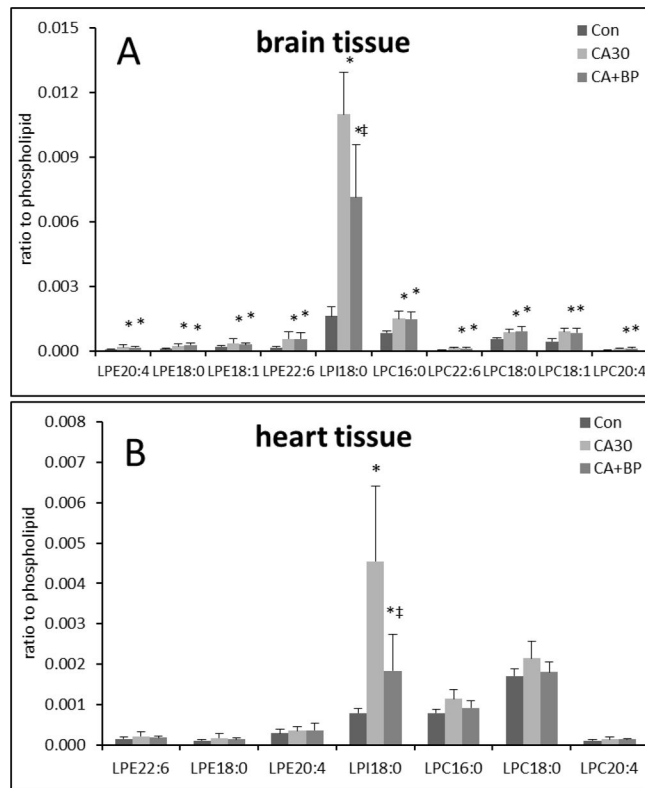 A
brain tissue
Con
CA30
CA+BP
ratio to phospholipid
0.015
0.012
0.009
0.006
0.003
0.000
*
*‡
* *
* *
* *
* *
* *
* *
* *
* *
* *
LPE20:4 LPE18:0 LPE18:1 LPE22:6 LPI18:0 LPC16:0 LPC22:6 LPC18:0 LPC18:1 LPC20:4
B
heart tissue
Con
CA30
CA+BP
ratio to phospholipid
0.008
0.007
0.006
0.005
0.004
0.003
0.002
0.001
0.000
*
*‡
LPE22:6 LPE18:0 LPE20:4 LPI18:0 LPC16:0 LPC18:0 LPC20:4